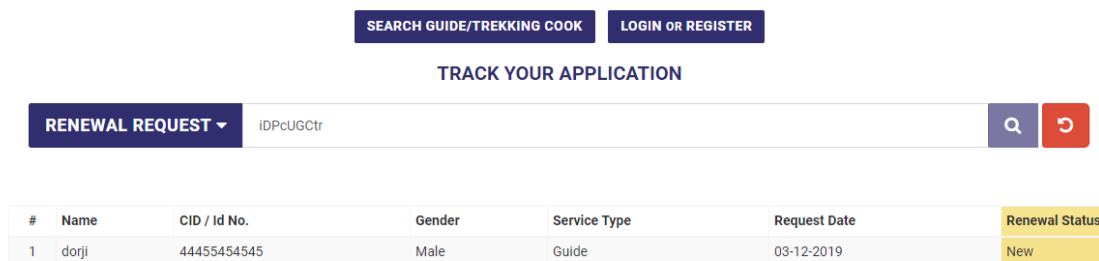 SEARCH GUIDE/TREKKING COOK LOGIN OR REGISTER
TRACK YOUR APPLICATION
RENEWAL REQUEST iDPcUGCtr
# Name CID / Id No. Gender Service Type Request Date Renewal Status
1 dorji 44455454545 Male Guide 03-12-2019 New